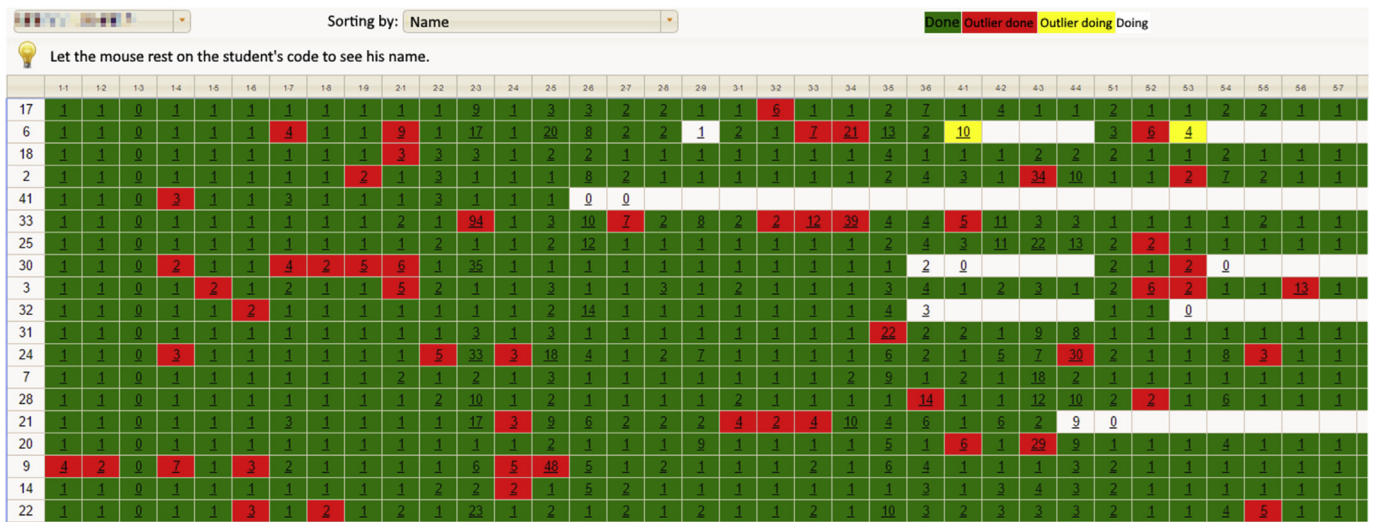 Sorting by: Name Done Outlier done Outlier doing Doing
Let the mouse rest on the student's code to see his name.
1-1 1-2 1-3 1-4 1-5 1-6 1-7 1-8 1-9 2-1 2-2 2-3 2-4 2-5 2-6 2-7 2-8 2-9 3-1 3-2 3-3 3-4 3-5 3-6 4-1 4-2 4-3 4-4 5-1 5-2 5-3 5-4 5-5 5-6 5-7
17 1 1 0 1 1 1 1 1 1 1 1 9 1 3 3 2 2 1 1 6 1 1 2 7 1 4 1 1 2 1 1 2 2 1 1
6 1 1 0 1 1 1 4 1 1 9 1 17 1 20 8 2 2 1 2 1 7 21 13 2 10 3 6 4
18 1 1 0 1 1 1 1 1 1 3 3 3 1 2 2 1 1 1 1 1 1 1 4 1 1 1 2 2 2 1 1 2 1 1 1
2 1 1 0 1 1 1 1 1 2 1 3 1 1 1 8 2 1 1 1 1 1 1 2 4 3 1 34 10 1 1 2 7 2 1 1
41 1 1 0 3 1 1 3 1 1 1 3 1 1 1 0 0
33 1 1 0 1 1 1 1 1 1 2 1 94 1 3 10 7 2 8 2 2 12 39 4 4 5 11 3 3 1 1 1 1 2 1 1
25 1 1 0 1 1 1 1 1 1 1 2 1 1 2 12 1 1 1 1 1 1 1 2 4 3 11 22 13 2 2 1 1 1 1 1
30 1 1 0 2 1 1 4 2 5 6 1 35 1 1 1 1 1 1 1 1 1 1 1 2 0 2 1 2 0
3 1 1 0 1 2 1 2 1 1 5 2 1 1 3 1 1 3 1 2 1 1 1 3 4 1 2 3 1 2 6 2 1 1 13 1
32 1 1 0 1 1 2 1 1 1 1 1 1 1 2 14 1 1 1 1 1 1 1 4 3 1 1 0
31 1 1 0 1 1 1 1 1 1 1 1 3 1 3 1 1 1 1 1 1 1 1 22 2 2 1 9 8 1 1 1 1 1 1 1
24 1 1 0 3 1 1 1 1 1 1 5 33 3 18 4 1 2 7 1 1 1 1 6 2 1 5 7 30 2 1 1 8 3 1 1
7 1 1 0 1 1 1 1 1 1 2 1 2 1 3 1 1 1 1 1 1 1 2 9 1 2 1 18 2 1 1 1 1 1 1 1
28 1 1 0 1 1 1 1 1 1 1 2 10 1 2 1 1 1 1 2 1 1 1 1 14 1 1 12 10 2 2 1 6 1 1 1
21 1 1 0 1 1 1 3 1 1 1 1 17 3 9 6 2 2 2 4 2 4 10 4 6 1 6 2 9 0
20 1 1 0 1 1 1 1 1 1 1 1 1 1 2 1 1 1 9 1 1 1 1 5 1 6 1 29 9 1 1 1 4 1 1 1
9 4 2 0 7 1 3 2 1 1 1 1 6 5 48 5 1 2 1 1 1 2 1 6 4 1 1 1 3 2 1 1 1 1 1 1
14 1 1 0 1 1 1 1 1 1 1 2 2 2 1 5 2 1 1 1 1 1 1 1 3 1 3 4 3 2 1 1 1 1 1 1
22 1 1 0 1 1 3 1 2 1 2 1 23 1 2 1 2 1 2 1 1 2 1 10 3 2 3 3 3 2 1 1 4 5 1 1